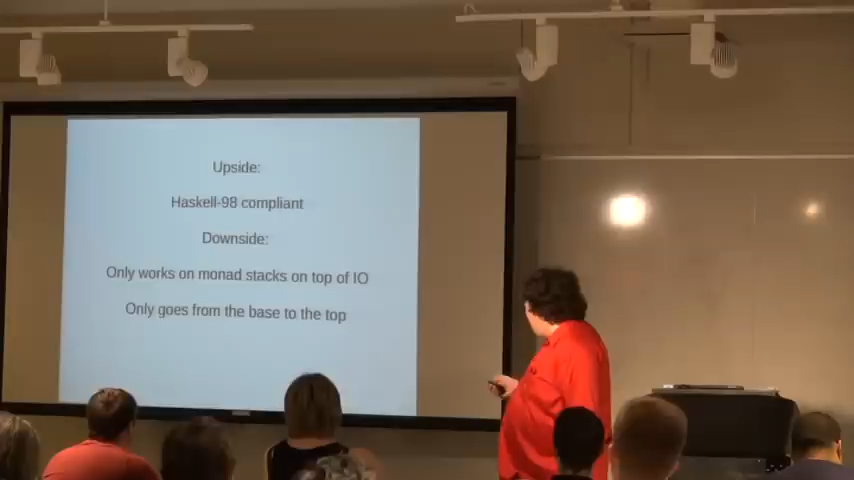 Upside:
Haskell-98 compliant
Downside:
Only works on monad stacks on top of IO
Only goes from the base to the top